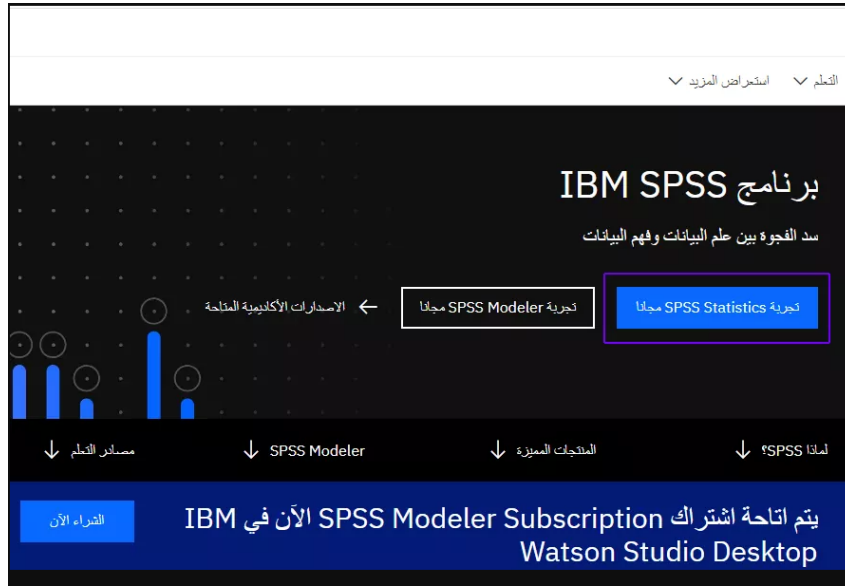 التعلم استعراض المزيد
برنامج IBM SPSS
سد الفجوة بين علم البيانات وفهم البيانات
تجربة SPSS Statistics مجانا
تجربة SPSS Modeler مجانا
الاصدارات الأكاديمية المتاحة
لماذا SPSS؟ المنتجات المميزة SPSS Modeler مصادر التعلم
يتم اتاحة اشتراك SPSS Modeler Subscription الآن في IBM
Watson Studio Desktop
الشراء الآن